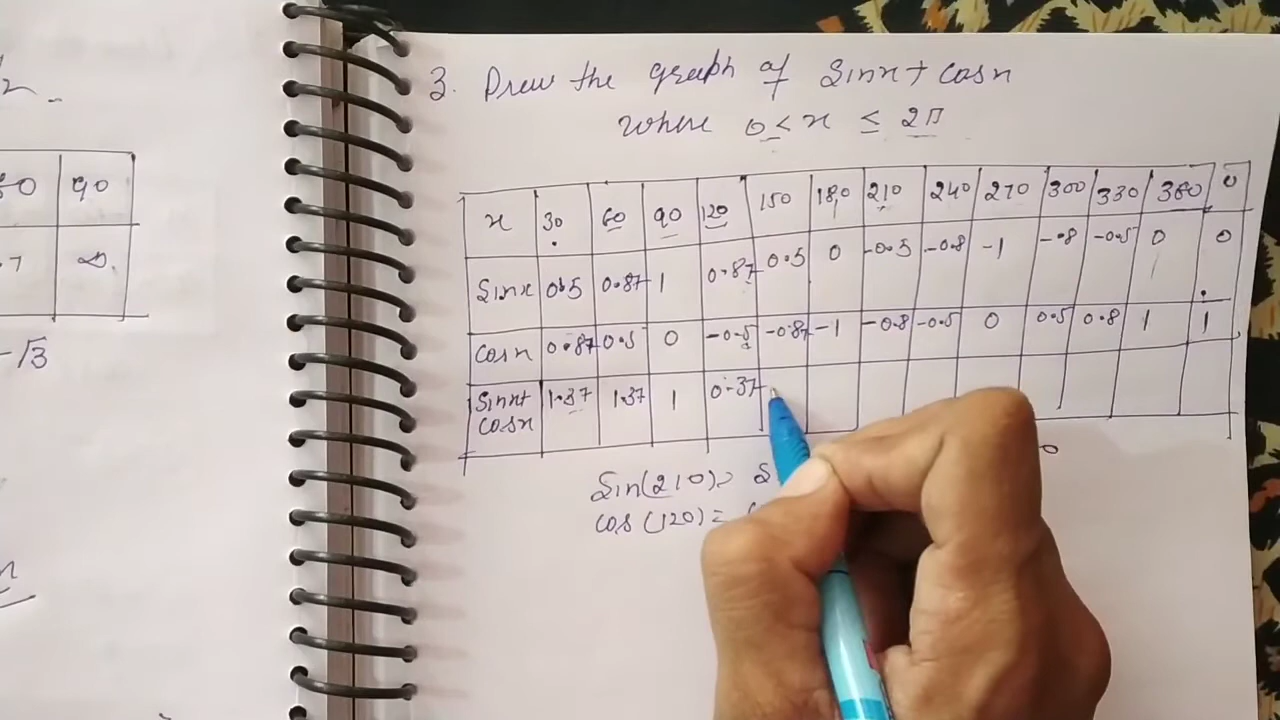 3. Draw the graph of Sinx + cosx
where 0 < x ≤ 2π
x 30 60 90 120 150 180 210 240 270 300 330 360 0
Sinx 0.5 0.87 1 0.87 0.5 0 -0.5 -0.8 -1 -.8 -0.5 0 0
cosx 0.87 0.5 0 -0.5 -0.87 -1 -0.8 -0.5 0 0.5 0.8 1 1
Sinx+ 1.37 1.37 1 0.37
cosx
Sin(210)= S
cos (120) =
90
∞
-√3